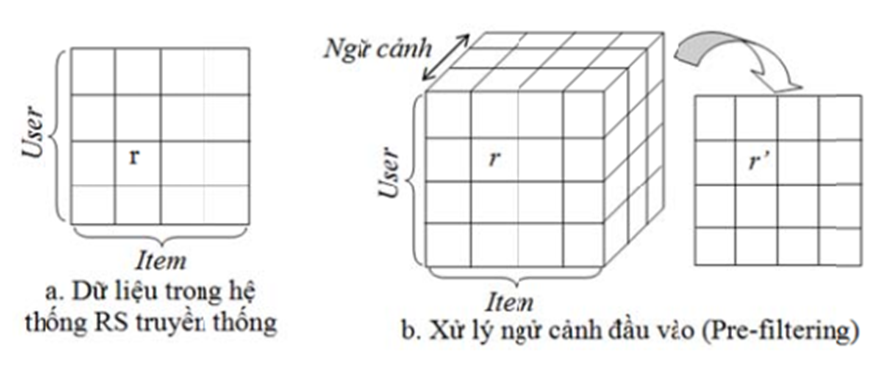 User
r
Item
a. Dữ liệu trong hệ
thống RS truyền thống
Ngữ cảnh
User
r
Item
r’
b. Xử lý ngữ cảnh đầu vào (Pre-filtering)